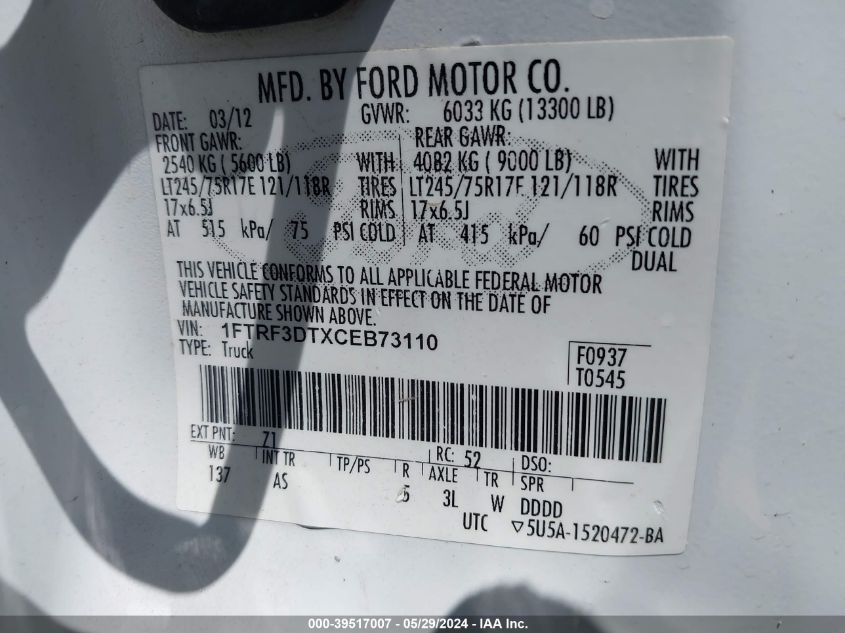 MFD. BY FORD MOTOR CO.
DATE: 03/12 GVWR: 6033 KG (13300 LB)
FRONT GAWR: REAR GAWR:
2540 KG ( 5600 LB) WITH 4082 KG ( 9000 LB) WITH
LT245/75R17E 121/118R TIRES LT245/75R17E 121/118R TIRES
17x6.5J RIMS 17x6.5J RIMS
AT 515 kPa/ 75 PSI COLD AT 415 kPa/ 60 PSI COLD
DUAL
THIS VEHICLE CONFORMS TO ALL APPLICABLE FEDERAL MOTOR
VEHICLE SAFETY STANDARDS IN EFFECT ON THE DATE OF
MANUFACTURE SHOWN ABOVE.
VIN: 1FTRF3DTXCEB73110
TYPE: Truck
F0937
T0545
EXT PNT: 71 RC: 52 DSO:
WB INT TR TP/PS R AXLE TR SPR
137 AS 5 3L W DDDD
UTC ▽5U5A-1520472-BA
000-39517007 - 05/29/2024 - IAA Inc.